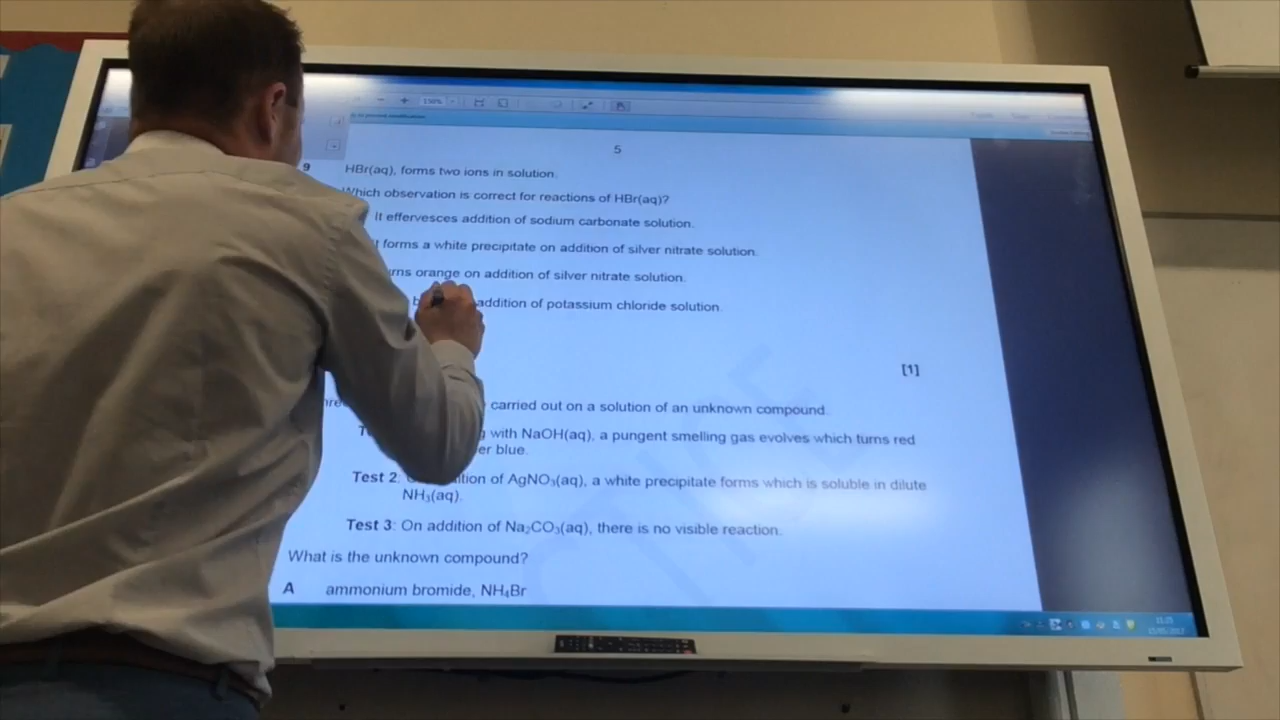 150%
5
9 HBr(aq), forms two ions in solution.
Which observation is correct for reactions of HBr(aq)?
It effervesces addition of sodium carbonate solution.
forms a white precipitate on addition of silver nitrate solution.
orange on addition of silver nitrate solution.
addition of potassium chloride solution.
[1]
carried out on a solution of an unknown compound.
with NaOH(aq), a pungent smelling gas evolves which turns red
blue.
Test 2: of AgNO₃(aq), a white precipitate forms which is soluble in dilute
NH₃(aq).
Test 3: On addition of Na₂CO₃(aq), there is no visible reaction.
What is the unknown compound?
A ammonium bromide, NH₄Br